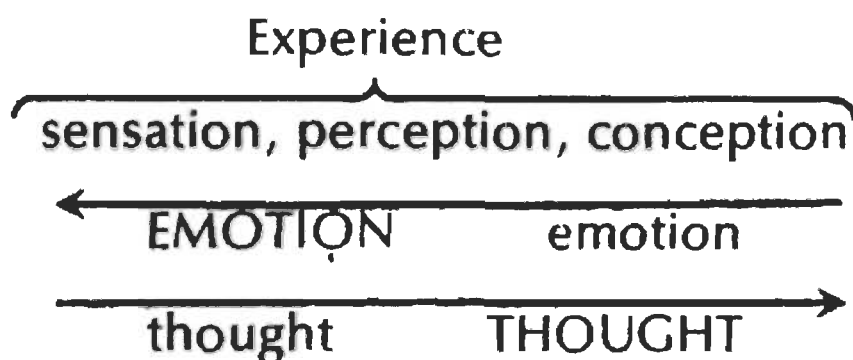 Experience
sensation, perception, conception
EMOTION emotion
thought THOUGHT